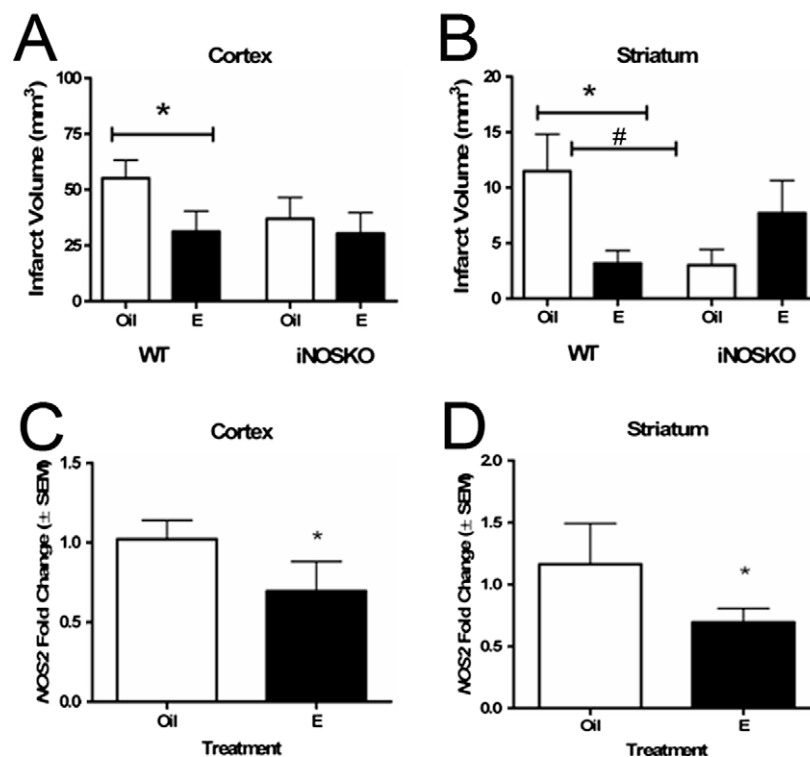 A
Cortex
Infarct Volume (mm³)
100
75
50
25
0
*
Oil
E
Oil
E
WT
iNOSKO
B
Striatum
Infarct Volume (mm³)
20
15
10
5
0
*
#
Oil
E
Oil
E
WT
iNOSKO
C
Cortex
NOS2 Fold Change (± SEM)
1.5
1.0
0.5
0.0
*
Oil
E
Treatment
D
Striatum
NOS2 Fold Change (± SEM)
2.0
1.5
1.0
0.5
0.0
*
Oil
E
Treatment